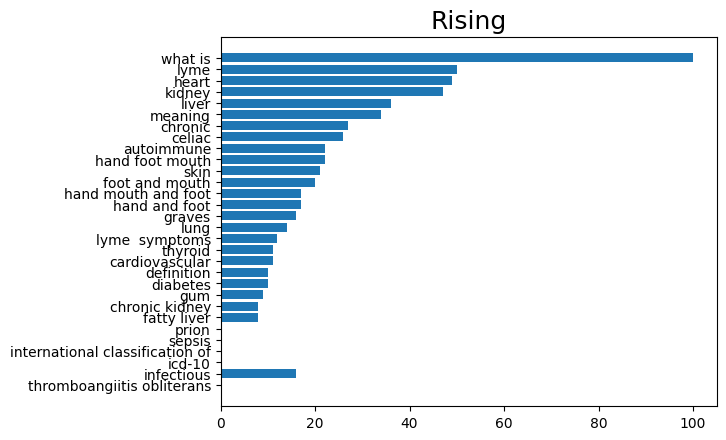 Rising
what is
lyme
heart
kidney
liver
meaning
chronic
celiac
autoimmune
hand foot mouth
skin
foot and mouth
hand mouth and foot
hand and foot
graves
lung
lyme  symptoms
thyroid
cardiovascular
definition
diabetes
gum
chronic kidney
fatty liver
prion
sepsis
international classification of
icd-10
infectious
thromboangiitis obliterans
0 20 40 60 80 100